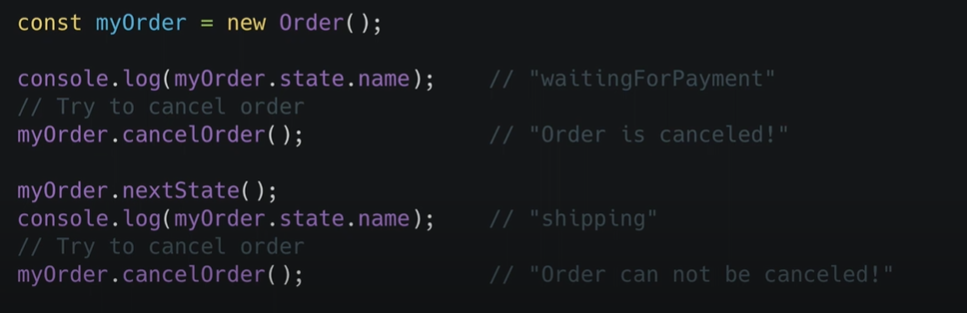 const myOrder = new Order();
console.log(myOrder.state.name);    // "waitingForPayment"
// Try to cancel order
myOrder.cancelOrder();              // "Order is canceled!"
myOrder.nextState();
console.log(myOrder.state.name);    // "shipping"
// Try to cancel order
myOrder.cancelOrder();              // "Order can not be canceled!"